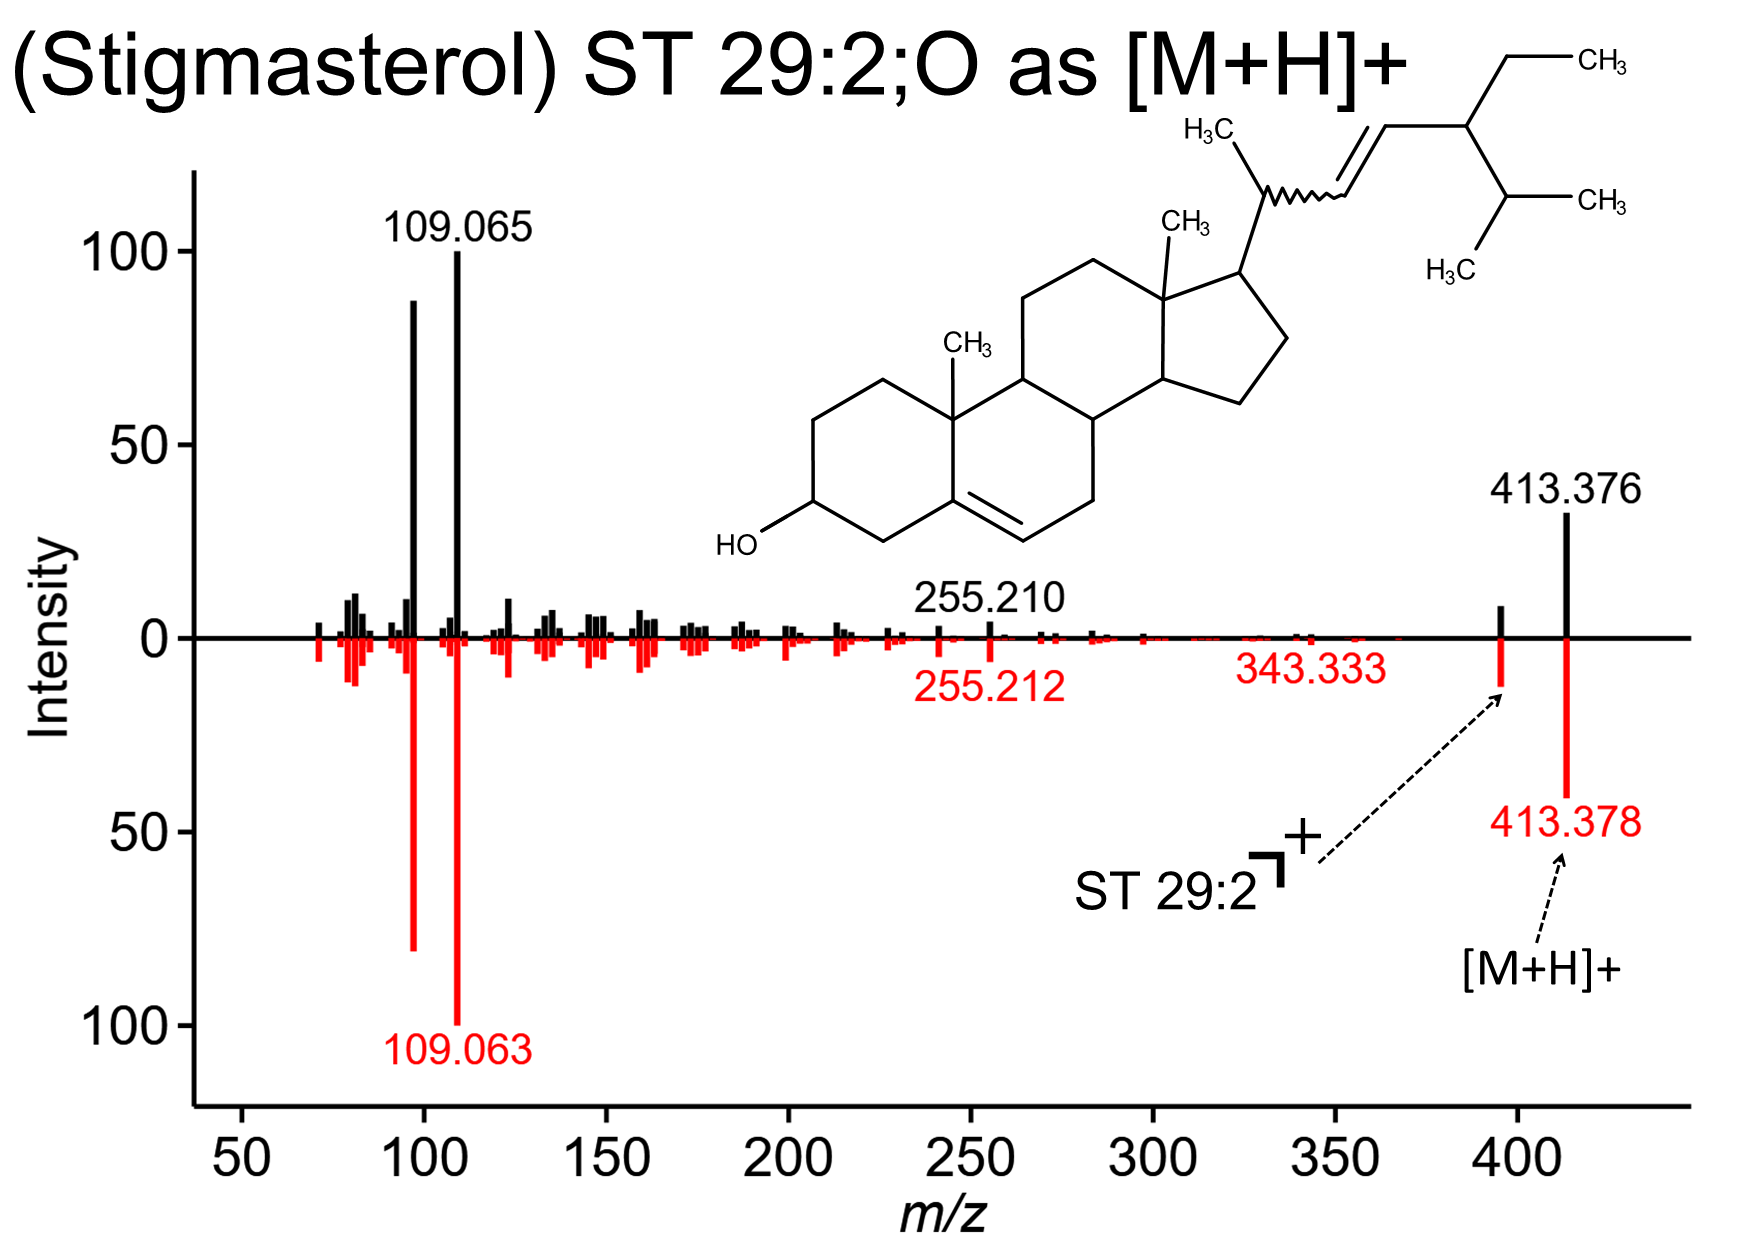 (Stigmasterol) ST 29:2;O as [M+H]+
CH₃
H₃C
CH₃
CH₃
H₃C
CH₃
HO
109.065
413.376
255.210
255.212
343.333
413.378
109.063
ST 29:2
+
[M+H]+
Intensity
100
50
0
50
100
50
100
150
200
250
300
350
400
m/z